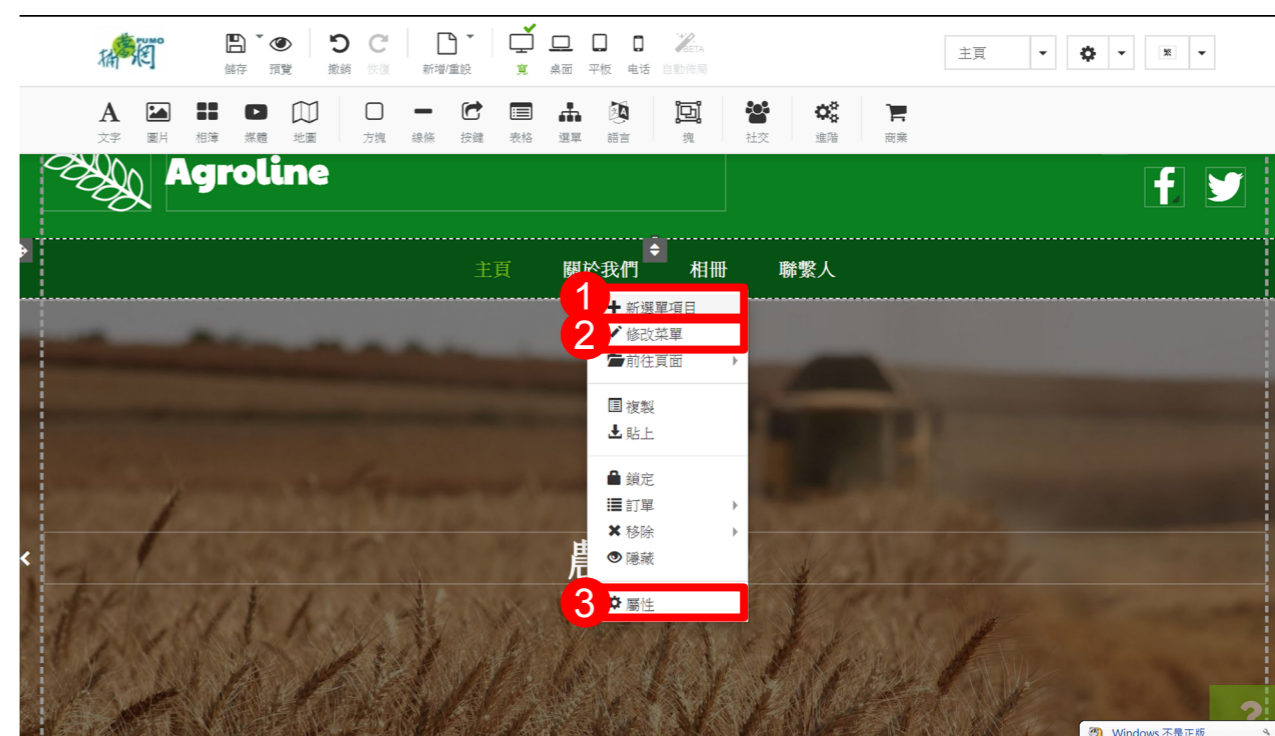 PUMO
捕夢網
儲存 預覽 撤銷 恢復 新增/重設 寬 桌面 平板 电话 自動佈局
BETA
主頁
繁
文字 圖片 相簿 媒體 地圖 方塊 線條 按鍵 表格 選單 語言 塊 社交 進階 商業
Agroline
主頁 關於我們 相冊 聯繫人
1 新選單項目
2 修改菜單
前往頁面
複製
貼上
鎖定
訂單
移除
隱藏
3 屬性
?
Windows 不是正版